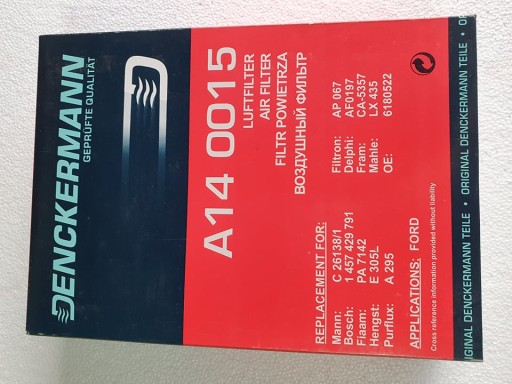 DENCKERMANN
GEPRÜFTE QUALITÄT
A14 0015
LUFTFILTER
AIR FILTER
FILTR POWIETRZA
ВОЗДУШНЫЙ ФИЛЬТР
REPLACEMENT FOR:
Mann: C 26138/1
Bosch: 1 457 429 791
Fiaam: PA 7142
Hengst: E 305L
Purflux: A 295
Filtron: AP 067
Delphi: AF0197
Fram: CA-5357
Mahle: LX 435
OE: 6180522
APPLICATIONS: FORD
Cross reference information provided without liability
IGINAL DENCKERMANN TEILE • ORIGINAL DENCKERMANN TEILE • O